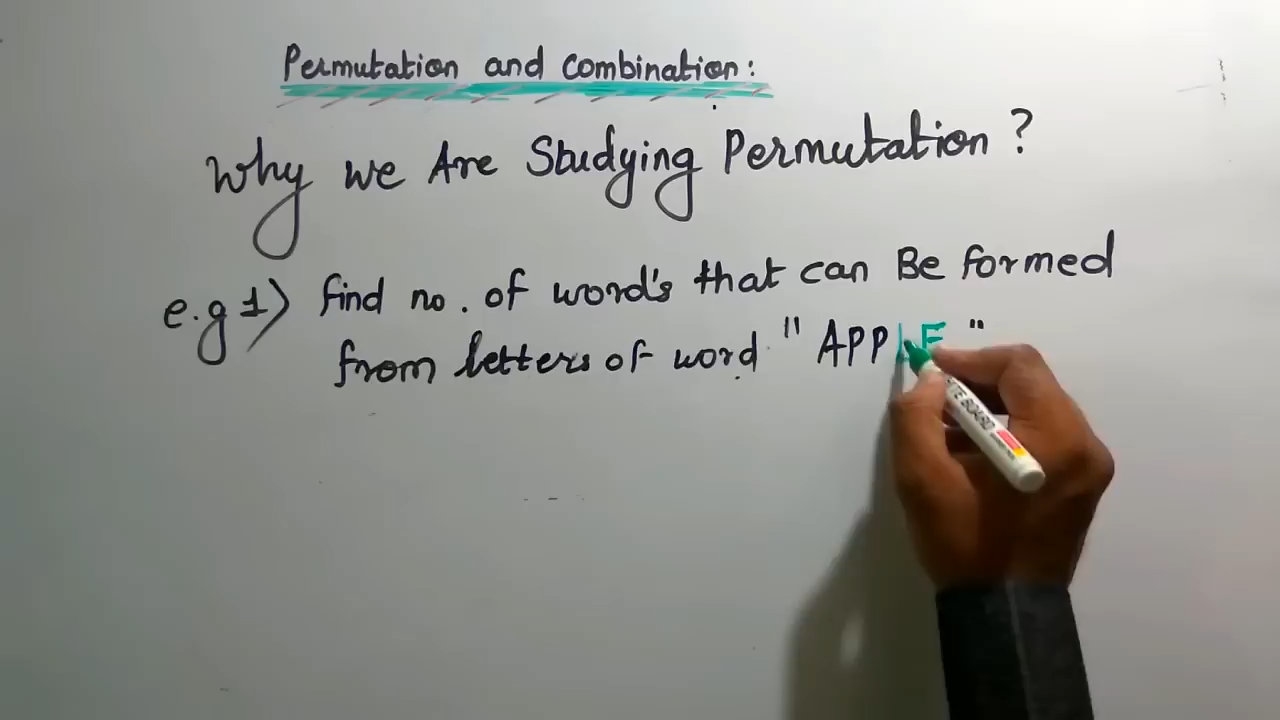 Permutation and combination:
Why we Are Studying Permutation ?
e.g 1) find no. of word's that can Be formed
from letters of word " APPLE "